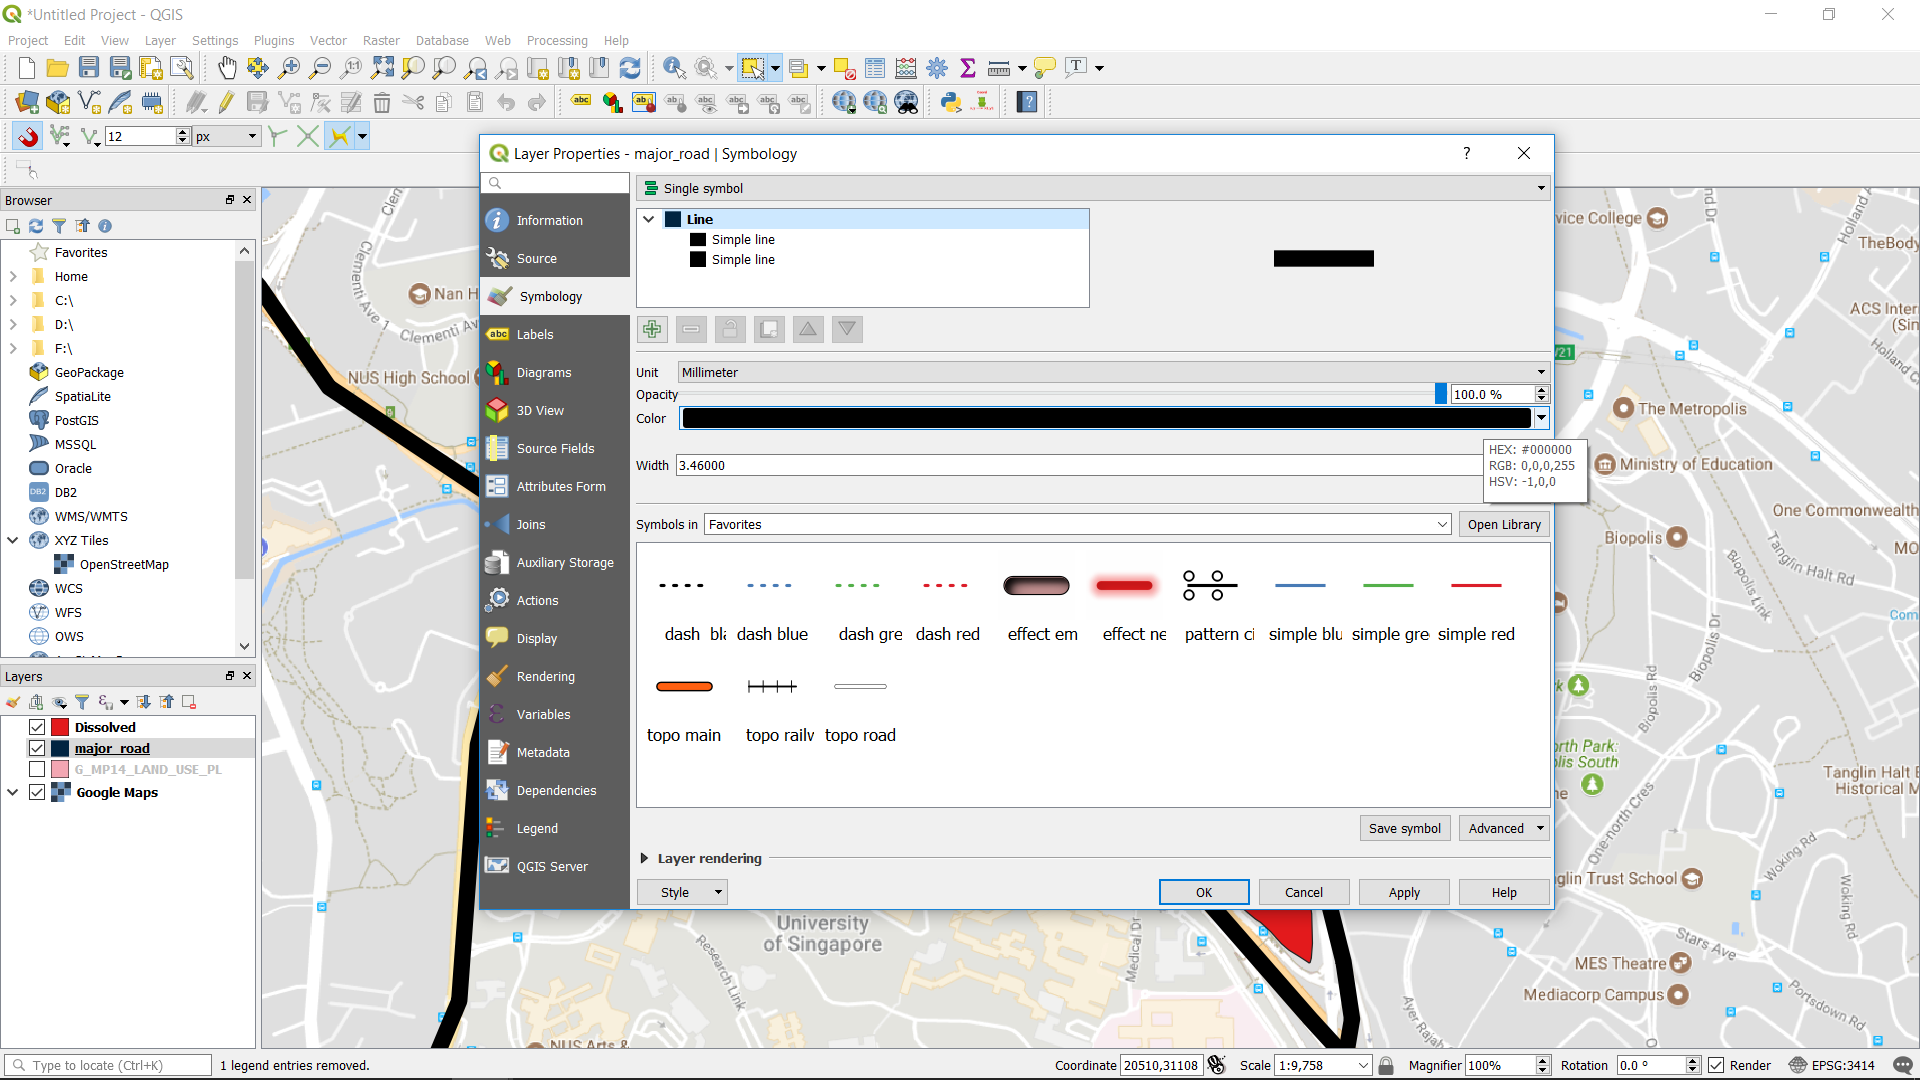 *Untitled Project - QGIS
Project Edit View Layer Settings Plugins Vector Raster Database Web Processing Help
12 px
Layer Properties - major_road | Symbology
Browser
Favorites
Home
C:\
D:\
F:\
GeoPackage
SpatiaLite
PostGIS
MSSQL
Oracle
DB2
WMS/WMTS
XYZ Tiles
OpenStreetMap
WCS
WFS
OWS
Layers
Dissolved
major_road
G_MP14_LAND_USE_PL
Google Maps
Information
Source
Symbology
Labels
Diagrams
3D View
Source Fields
Attributes Form
Joins
Auxiliary Storage
Actions
Display
Rendering
Variables
Metadata
Dependencies
Legend
QGIS Server
Single symbol
Line
Simple line
Simple line
Unit Millimeter
Opacity 100.0 %
Color
HEX: #000000
RGB: 0,0,0,255
HSV: -1,0,0
Width 3.46000
Symbols in Favorites Open Library
dash bla dash blue dash gre dash red effect em effect ne pattern ci simple blu simple gre simple red
topo main topo railv topo road
Save symbol Advanced
Layer rendering
Style OK Cancel Apply Help
Clementi Ave 1
Nan H
NUS High School
University
of Singapore
Research Link
NUS Arts &
Medical Dr
vice College
Holland
TheBody
ACS Inter
(Sin
Holland
The Metropolis
Ministry of Education
One Commonwealth
Biopolis
Tanglin Halt Rd
Biopolis Link
Biopolis Dr
Biopolis Rd
Com
orth Park:
olis South
Tanglin Halt
Historical M
One-north Cres
Working Rd
glin Trust School
Stars Ave
MES Theatre
Mediacorp Campus
Portsdown Rd
Ayer Rajah
Type to locate (Ctrl+K) 1 legend entries removed. Coordinate 20510,31108 Scale 1:9,758 Magnifier 100% Rotation 0.0 ° Render EPSG:3414